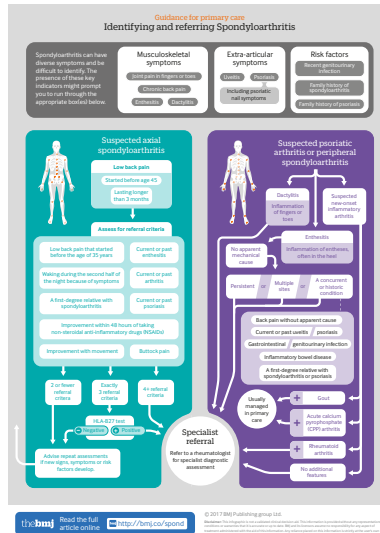 Guidance for primary care
Identifying and referring Spondyloarthritis
Spondyloarthritis can have
diverse symptoms and be
difficult to identify. The
presence of these key
indicators might prompt
you to run through the
appropriate box(es) below.
Musculoskeletal
symptoms
Joint pain in fingers or toes
Chronic back pain
Enthesitis
Dactylitis
Extra-articular
symptoms
Uveitis
Psoriasis
Including psoriatic
nail symptoms
Risk factors
Recent genitourinary
infection
Family history of
spondyloarthritis
Family history of psoriasis
Suspected axial
spondyloarthritis
Low back pain
Started before age 45
Lasting longer
than 3 months
Assess for referral criteria
Low back pain that started
before the age of 35 years
Current or past
enthesitis
Waking during the second half of
the night because of symptoms
Current or past
arthritis
A first-degree relative with
spondyloarthritis
Current or past
psoriasis
Improvement within 48 hours of taking
non-steroidal anti-inflammatory drugs (NSAIDs)
Improvement with movement
Buttock pain
2 or fewer
referral
criteria
Exactly
3 referral
criteria
4+ referral
criteria
HLA-B27 test
Negative
Positive
Advise repeat assessments
if new signs, symptoms or risk
factors develop.
Suspected psoriatic
arthritis or peripheral
spondyloarthritis
Dactylitis
Inflammation
of fingers or
toes
Suspected
new-onset
inflammatory
arthritis
Enthesitis
Inflammation of entheses,
often in the heel
No apparent
mechanical
cause
Persistent
or
Multiple
sites
or
A concurrent
or historic
condition
Back pain without apparent cause
Current or past uveitis / psoriasis
Gastrointestinal / genitourinary infection
Inflammatory bowel disease
A first-degree relative with
spondyloarthritis or psoriasis
Usually
managed
in primary
care
+ Gout
+ Acute calcium
pyrophosphate
(CPP) arthritis
+ Rheumatoid
arthritis
No additional
features
Specialist
referral
Refer to a rheumatologist
for specialist diagnostic
assessment
thebmj
Read the full
article online
http://bmj.co/spond
© 2017 BMJ Publishing group Ltd.